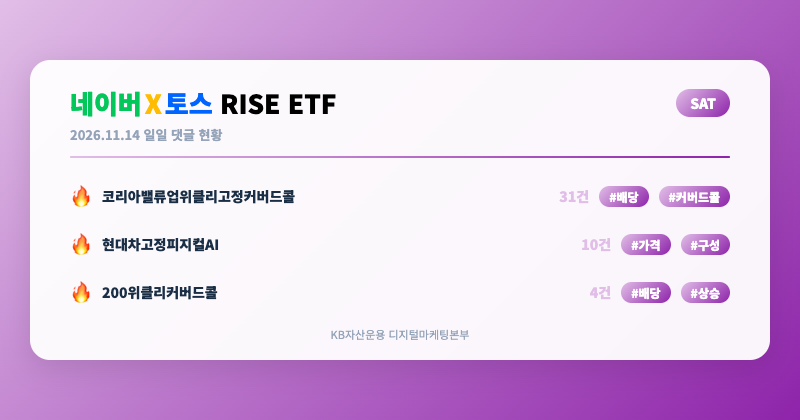 네이버 X 토스 RISE ETF
SAT
2026.11.14 일일 댓글 현황
코리아밸류업위클리고정커버드콜 31건 #배당 #커버드콜
현대차고정피지컬AI 10건 #가격 #구성
200위클리커버드콜 4건 #배당 #상승
KB자산운용 디지털마케팅본부